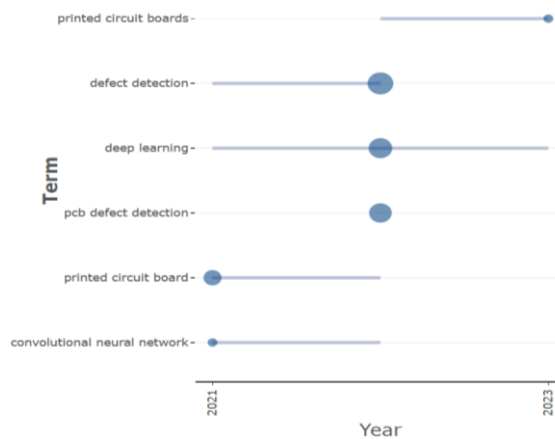 printed circuit boards
defect detection
deep learning
pcb defect detection
printed circuit board
convolutional neural network
Term
2021
2023
Year